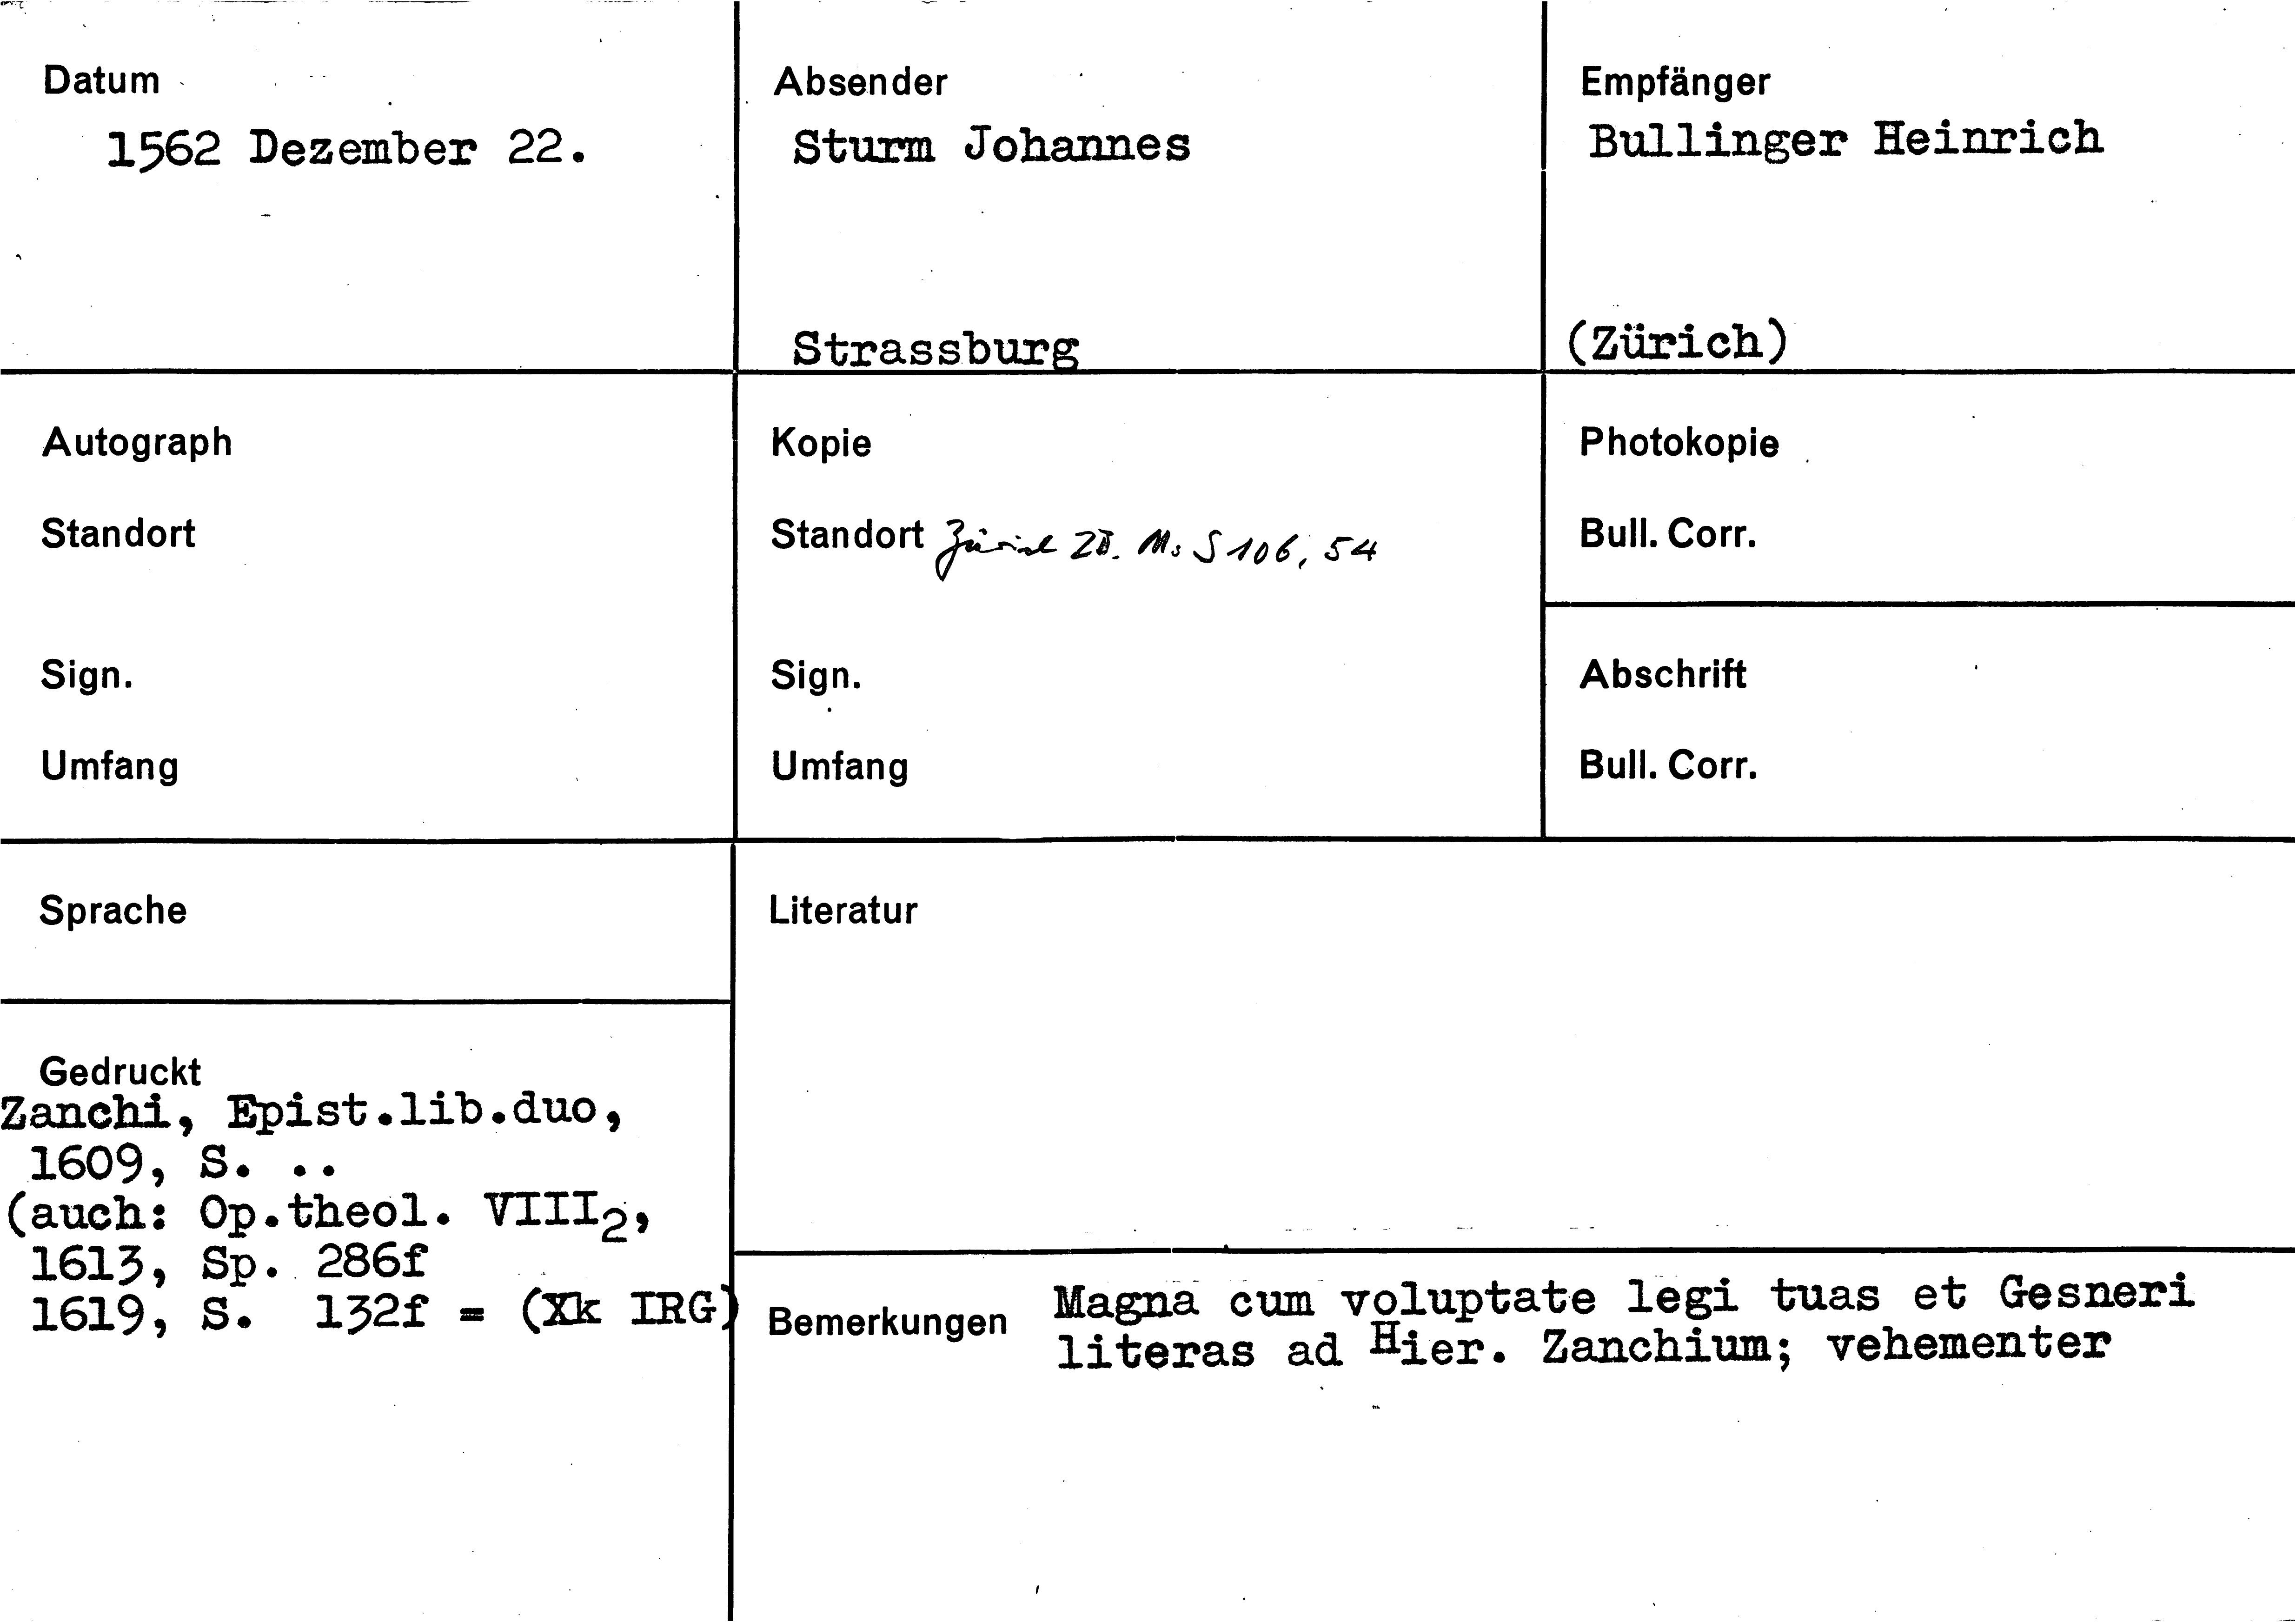 Datum
1562 Dezember 22.
Absender
Sturm Johannes
Strassburg
Empfänger
Bullinger Heinrich
(Zürich)
Autograph
Standort
Sign.
Umfang
Kopie
Standort Zürich ZB. Ms S 106, 54
Sign.
Umfang
Photokopie
Bull. Corr.
Abschrift
Bull. Corr.
Sprache
Literatur
Gedruckt
Zanchi, Epist.lib.duo,
1609, S. ..
(auch: Op.theol. VIII2,
1613, Sp. 286f
1619, S. 132f = (Xk IRG)
Bemerkungen Magna cum voluptate legi tuas et Gesneri
literas ad Hier. Zanchium; vehementer